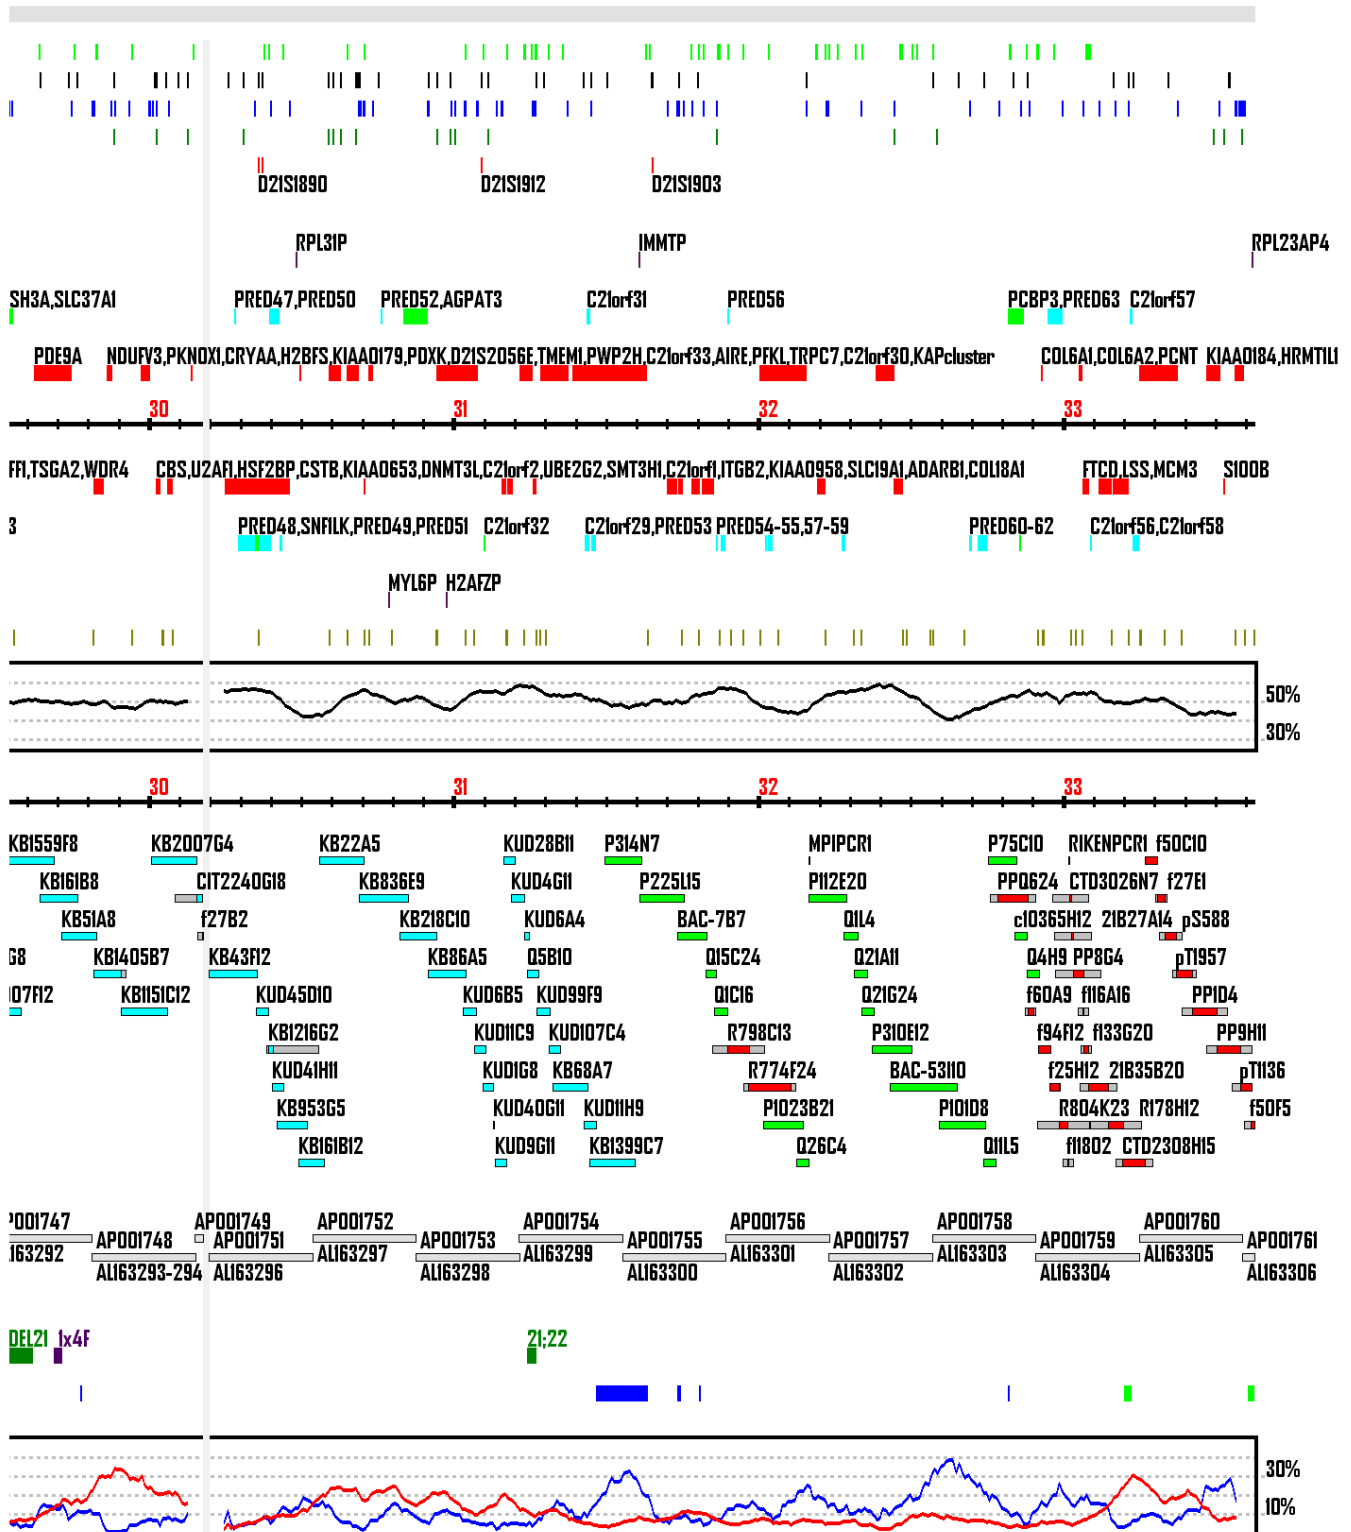 D21S1890 D21S1912 D21S1903
RPL31P IMMTP RPL23AP4
SH3A,SLC37A1 PRED47,PRED50 PRED52,AGPAT3 C21orf31 PRED56 PCBP3,PRED63 C21orf57
PDE9A NDUFV3,PKNOX1,CRYAA,H2BFS,KIAA0179,PDXK,D21S2056E,TMEM1,PWP2H,C21orf33,AIRE,PFKL,TRPC7,C21orf30,KAPcluster COL6A1,COL6A2,PCNT KIAA0184,HRMT1L1
30 31 32 33
FF1,TSGA2,WDR4 CBS,U2AF1,HSF2BP,CSTB,KIAA0653,DNMT3L,C21orf2,UBE2G2,SMT3H1,C21orf1,ITGB2,KIAA0958,SLC19A1,ADARB1,COL18A1 FTCD,LSS,MCM3 S100B
3 PRED48,SNF1LK,PRED49,PRED51 C21orf32 C21orf29,PRED53 PRED54-55,57-59 PRED60-62 C21orf56,C21orf58
MYL6P H2AFZP
50%
30%
30 31 32 33
KB1559F8 KB2007G4 KB22A5 KUD28B11 P314N7 MPIPCR1 P75C10 RIKENPCR1 f50C10
KB161B8 CIT2240G18 KB836E9 KUD4G11 P225L15 P112E20 PPQ624 CTD3026N7 f27E1
KB51A8 f27B2 KB218C10 KUD6A4 BAC-7B7 Q1L4 c10365H12 21B27A14 pS588
G8 KB1405B7 KB43F12 KB86A5 Q5B10 Q15C24 Q21A11 Q4H9 PP8G4 pT1957
07F12 KB1151C12 KUD45D10 KUD6B5 KUD99F9 Q1C16 Q21G24 f60A9 f116A16 PP1D4
KB1216G2 KUD11C9 KUD107C4 R798C13 P310E12 f94F12 f133G20 PP9H11
KUD41H11 KUD1G8 KB68A7 R774F24 BAC-53I10 f25H12 21B35B20 pT1136
KB953G5 KUD40G11 KUD11H9 P1023B21 P101D8 R804K23 R178H12 f50F5
KB161B12 KUD9G11 KB1399C7 Q26C4 Q11L5 f11802 CTD2308H15
P001747 AP001749 AP001752 AP001754 AP001756 AP001758 AP001760
AP001748 AP001751 AP001753 AP001755 AP001757 AP001759 AP001761
163292 AL163297 AL163299 AL163301 AL163303 AL163305
AL163293-294 AL163296 AL163298 AL163300 AL163302 AL163304 AL163306
DEL21 1x4F 21;22
30%
10%